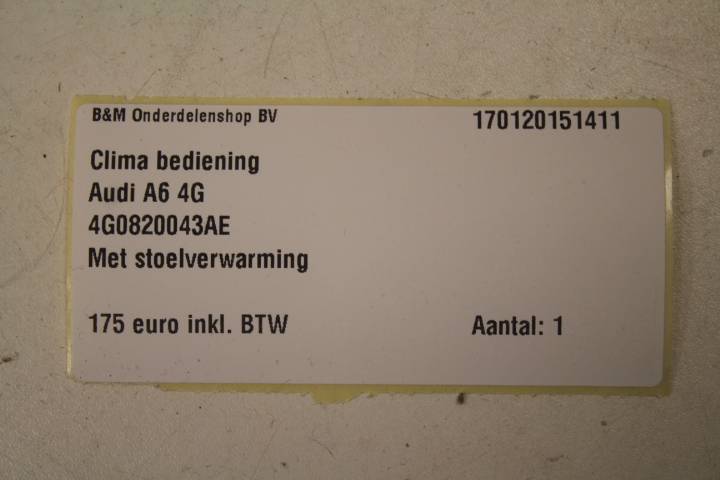 B&M Onderdelenshop BV 170120151411
Clima bediening
Audi A6 4G
4G0820043AE
Met stoelverwarming
175 euro inkl. BTW Aantal: 1